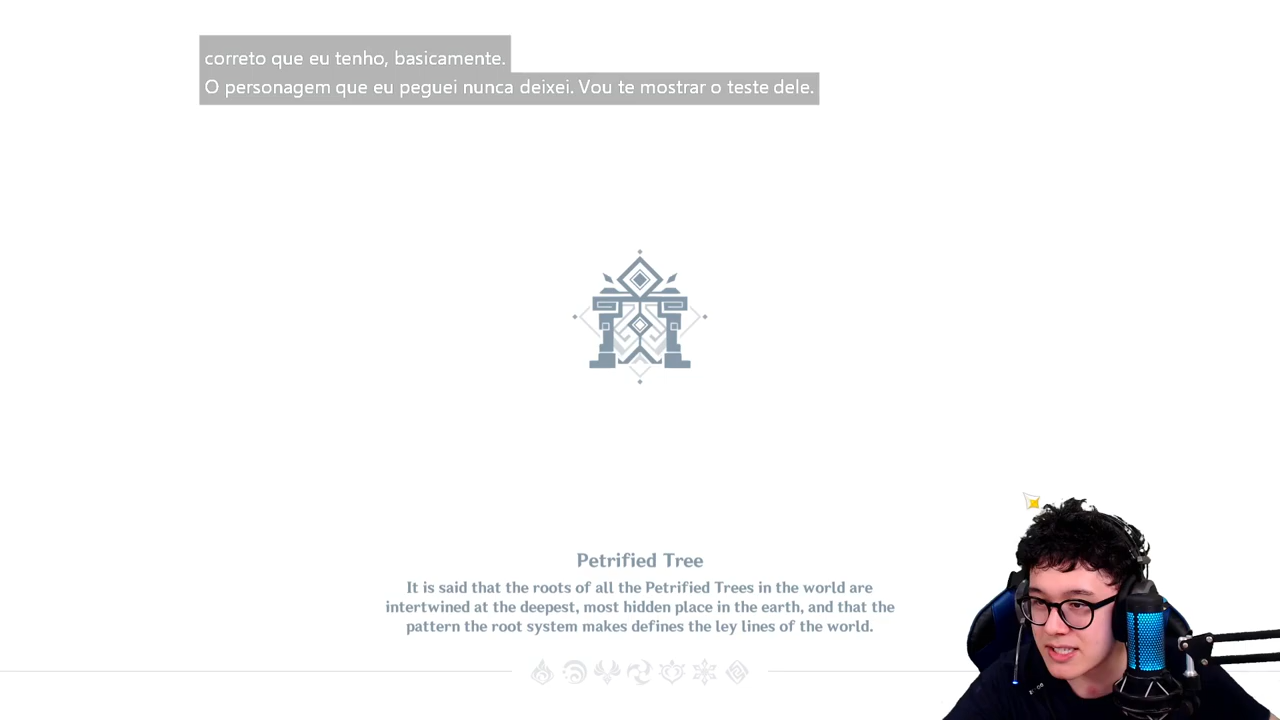 correto que eu tenho, basicamente.
O personagem que eu peguei nunca deixei. Vou te mostrar o teste dele.
Petrified Tree
It is said that the roots of all the Petrified Trees in the world are
intertwined at the deepest, most hidden place in the earth, and that the
pattern the root system makes defines the ley lines of the world.